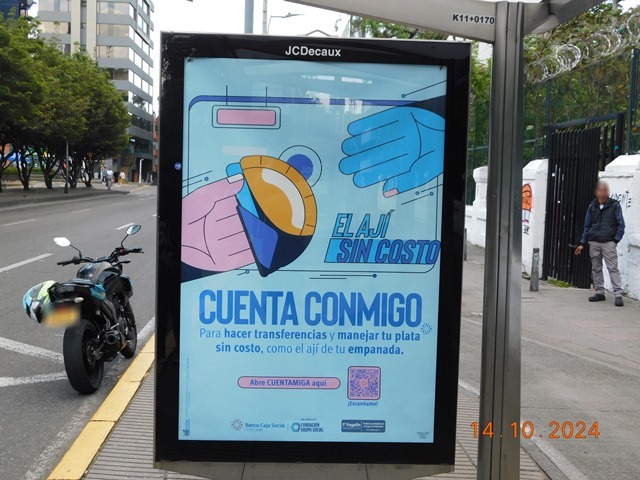 K11+0170
JCDecaux
EL AJÍ
SIN COSTO
CUENTA CONMIGO
Para hacer transferencias y manejar tu plata
sin costo, como el ají de tu empanada.
Abre CUENTAMIGA aquí
¡Escanéame!
Banco Caja Social
FUNDACIÓN
GRUPO SOCIAL
14.10.2024